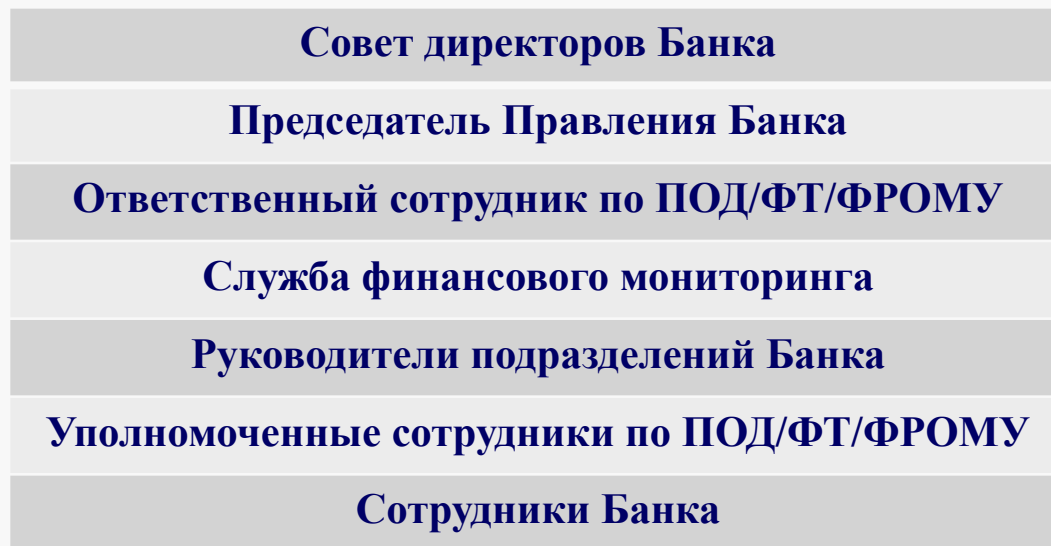 Совет директоров Банка
Председатель Правления Банка
Ответственный сотрудник по ПОД/ФТ/ФРОМУ
Служба финансового мониторинга
Руководители подразделений Банка
Уполномоченные сотрудники по ПОД/ФТ/ФРОМУ
Сотрудники Банка